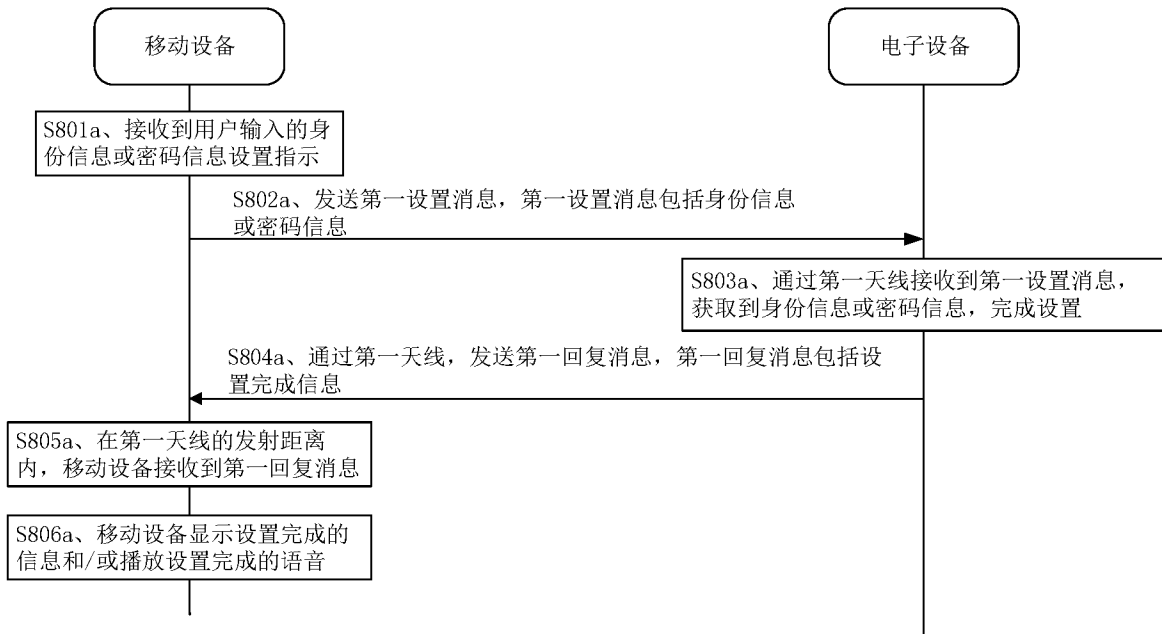 移动设备
电子设备
S801a、接收到用户输入的身
份信息或密码信息设置指示
S802a、发送第一设置消息，第一设置消息包括身份信息
或密码信息
S803a、通过第一天线接收到第一设置消息，
获取到身份信息或密码信息，完成设置
S804a、通过第一天线，发送第一回复消息，第一回复消息包括设
置完成信息
S805a、在第一天线的发射距离
内，移动设备接收到第一回复消息
S806a、移动设备显示设置完成的
信息和/或播放设置完成的语音